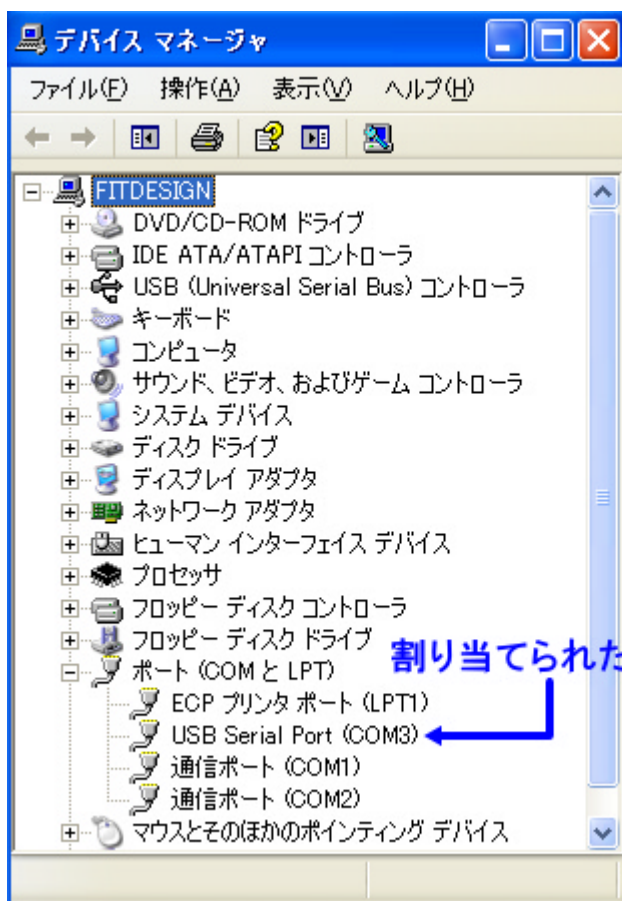 デバイス マネージャ
ファイル(F) 操作(A) 表示(V) ヘルプ(H)
FITDESIGN
DVD/CD-ROM ドライブ
IDE ATA/ATAPI コントローラ
USB (Universal Serial Bus) コントローラ
キーボード
コンピュータ
サウンド、ビデオ、およびゲーム コントローラ
システム デバイス
ディスク ドライブ
ディスプレイ アダプタ
ネットワーク アダプタ
ヒューマン インターフェイス デバイス
プロセッサ
フロッピー ディスク コントローラ
フロッピー ディスク ドライブ
割り当てられた
ポート (COM と LPT)
ECP プリンタ ポート (LPT1)
USB Serial Port (COM3)
通信ポート (COM1)
通信ポート (COM2)
マウスとそのほかのポインティング デバイス